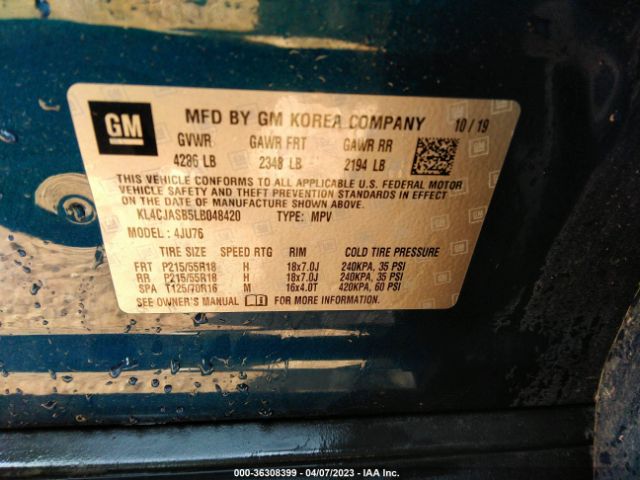 GM
MFD BY GM KOREA COMPANY 10 / 19
GVWR GAWR FRT GAWR RR
4286 LB 2348 LB 2194 LB
THIS VEHICLE CONFORMS TO ALL APPLICABLE U.S. FEDERAL MOTOR
VEHICLE SAFETY AND THEFT PREVENTION STANDARDS IN EFFECT
ON THE DATE OF MANUFACTURE SHOWN ABOVE.
KL4CJASB5LB048420 TYPE: MPV
MODEL: 4JU76
TIRE SIZE SPEED RTG RIM COLD TIRE PRESSURE
FRT P215/55R18 H 18x7.0J 240KPA, 35 PSI
RR P215/55R18 H 18x7.0J 240KPA, 35 PSI
SPA T125/70R16 M 16x4.0T 420KPA, 60 PSI
SEE OWNER'S MANUAL FOR MORE INFORMATION.
000-36308399 - 04/07/2023 - IAA Inc.